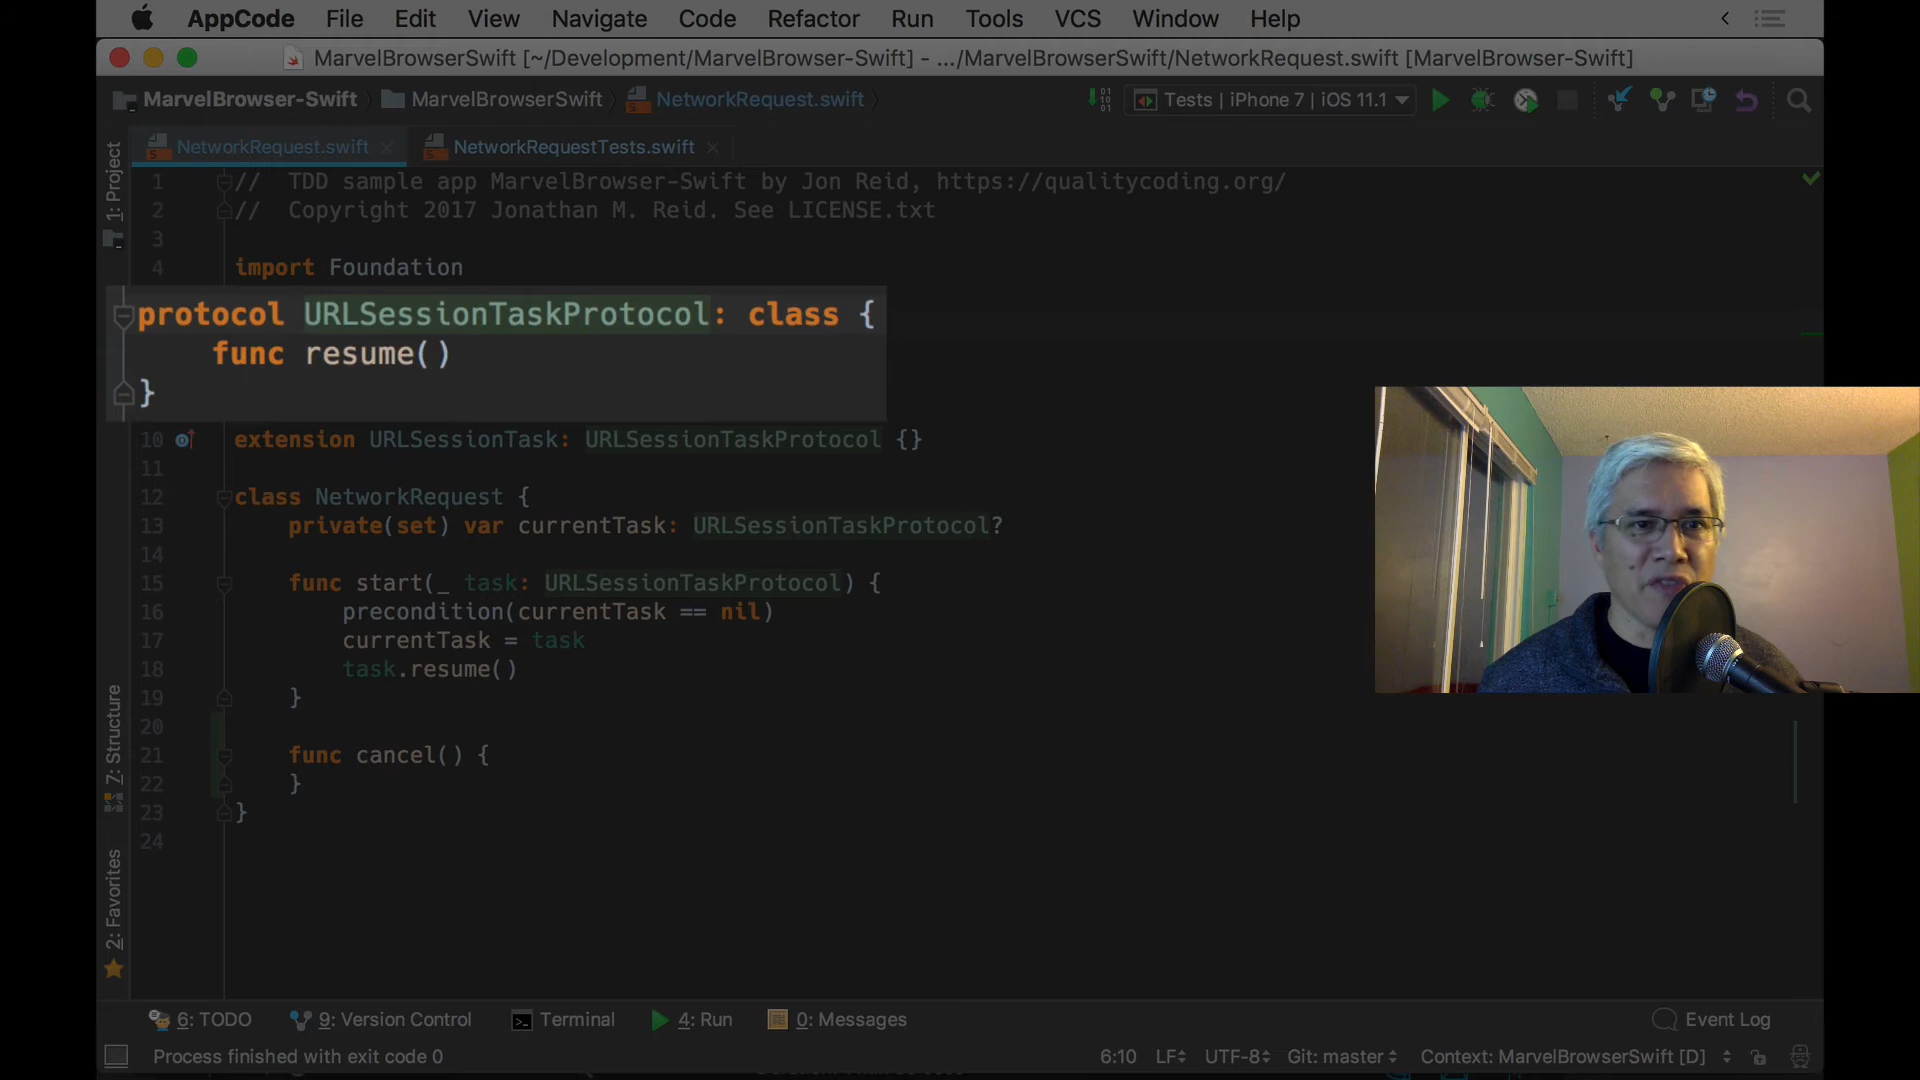 AppCode File Edit View Navigate Code Refactor Run Tools VCS Window Help
MarvelBrowserSwift [~/Development/MarvelBrowser-Swift] - .../MarvelBrowserSwift/NetworkRequest.swift [MarvelBrowser-Swift]
MarvelBrowser-Swift MarvelBrowserSwift NetworkRequest.swift Tests | iPhone 7 | iOS 11.1
NetworkRequest.swift NetworkRequestTests.swift
1: Project
1 // TDD sample app MarvelBrowser-Swift by Jon Reid, https://qualitycoding.org/
2 // Copyright 2017 Jonathan M. Reid. See LICENSE.txt
3
4 import Foundation
protocol URLSessionTaskProtocol: class {
func resume()
}
10 extension URLSessionTask: URLSessionTaskProtocol {}
11
12 class NetworkRequest {
13 private(set) var currentTask: URLSessionTaskProtocol?
14
15 func start(_ task: URLSessionTaskProtocol) {
16 precondition(currentTask == nil)
17 currentTask = task
18 task.resume()
19 }
20
21 func cancel() {
22 }
23 }
24
7: Structure
2: Favorites
6: TODO 9: Version Control Terminal 4: Run 0: Messages Event Log
Process finished with exit code 0 6:10 LF UTF-8 Git: master Context: MarvelBrowserSwift [D]